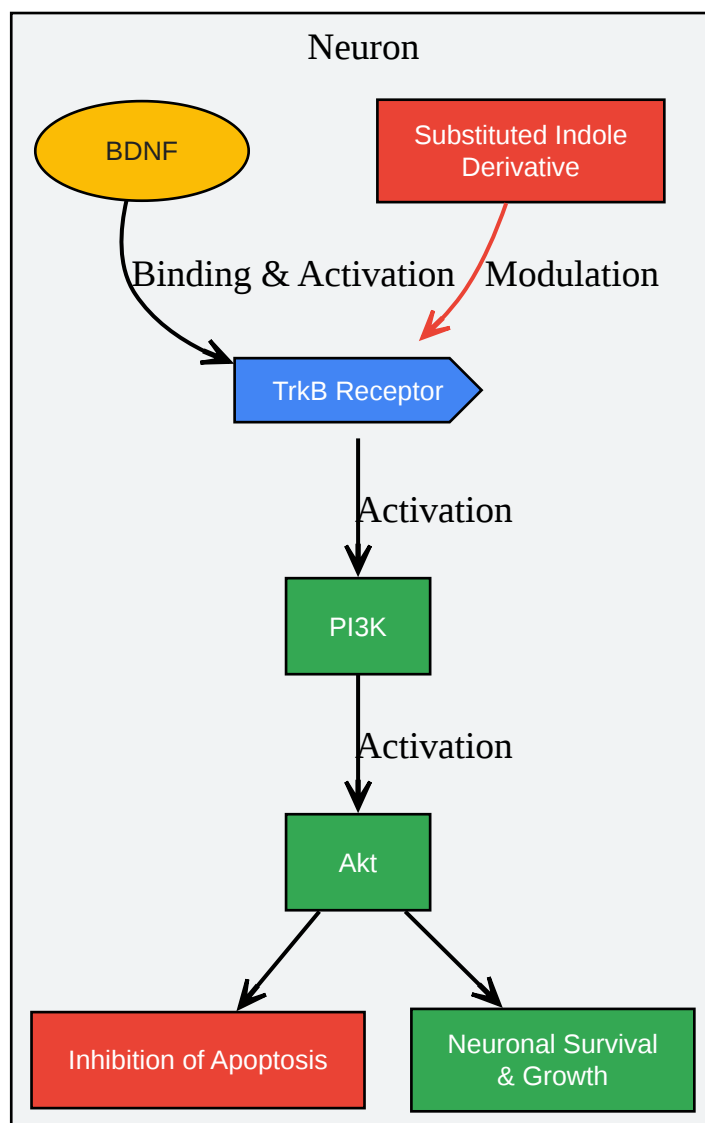 Neuron
BDNF
Substituted Indole
Derivative
Binding & Activation
Modulation
TrkB Receptor
Activation
PI3K
Activation
Akt
Inhibition of Apoptosis
Neuronal Survival
& Growth